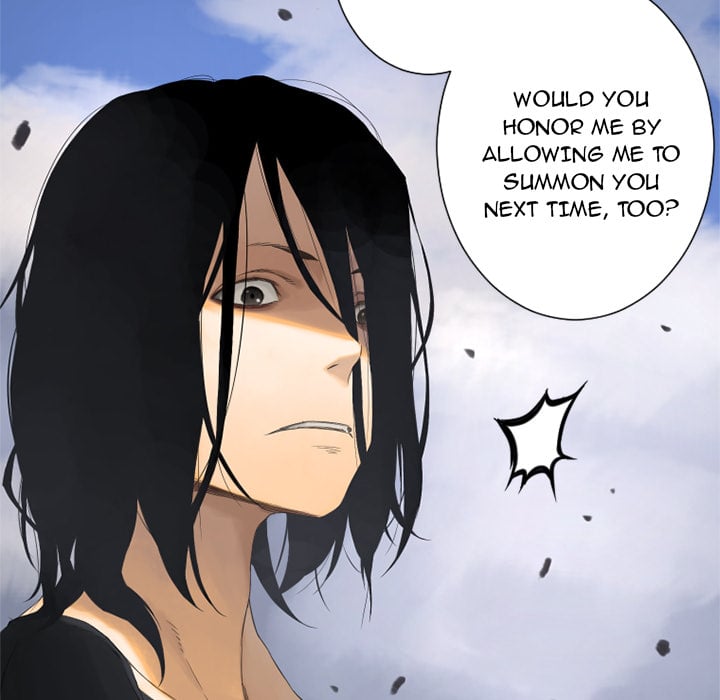 WOULD YOU
HONOR ME BY
ALLOWING ME TO
SUMMON YOU
NEXT TIME, TOO?